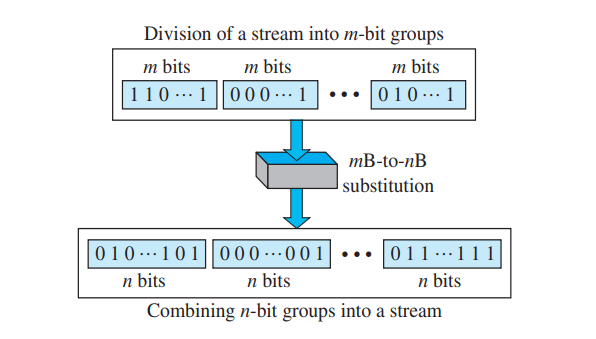 Division of a stream into m-bit groups
m bits m bits m bits
1 1 0 ··· 1 0 0 0 ··· 1 ••• 0 1 0 ··· 1
mB-to-nB
substitution
0 1 0 ··· 1 0 1 0 0 0 ··· 0 0 1 ••• 0 1 1 ··· 1 1 1
n bits n bits n bits
Combining n-bit groups into a stream